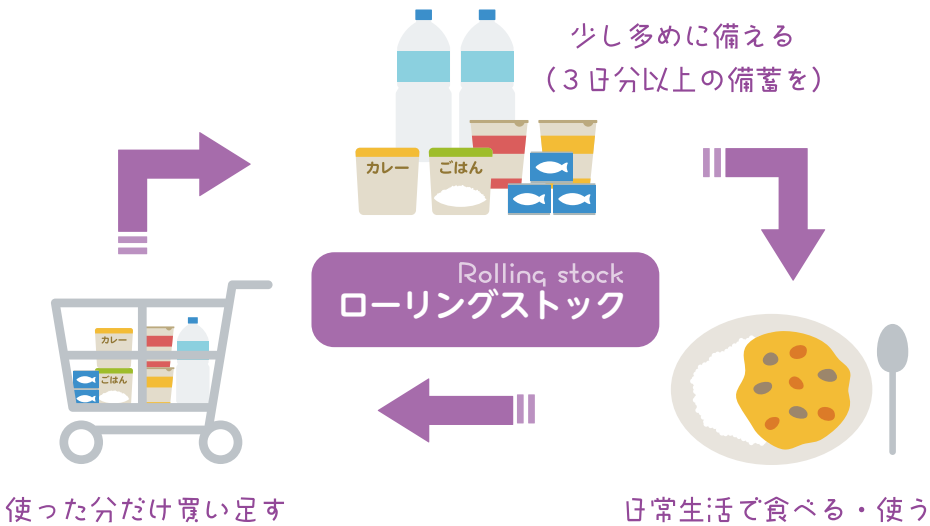 少し多めに備える
(3日分以上の備蓄を)
カレー
ごはん
Rolling stock
ローリングストック
カレー
ごはん
使った分だけ買い足す
日常生活で食べる・使う